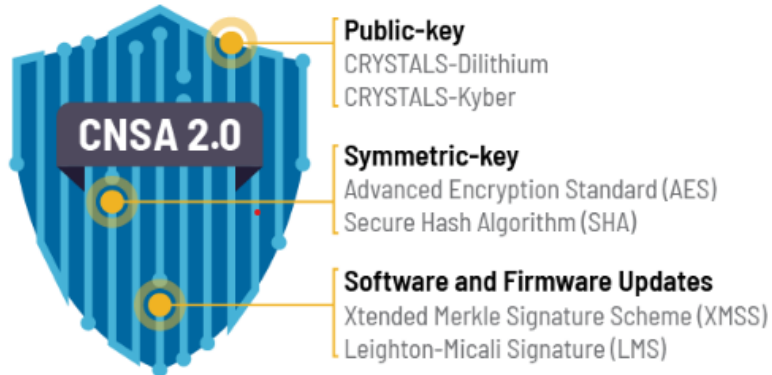 CNSA 2.0
Public-key
CRYSTALS-Dilithium
CRYSTALS-Kyber
Symmetric-key
Advanced Encryption Standard (AES)
Secure Hash Algorithm (SHA)
Software and Firmware Updates
Xtended Merkle Signature Scheme (XMSS)
Leighton-Micali Signature (LMS)